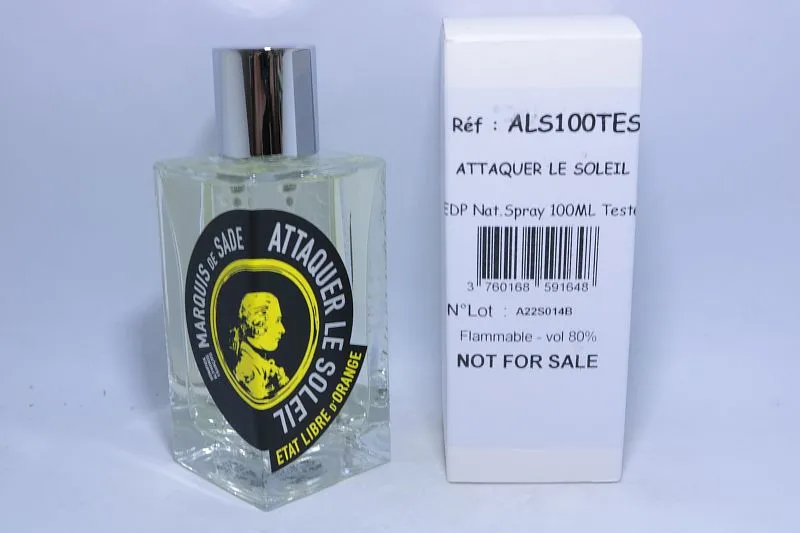 MARQUIS DE SADE
ATTAQUER LE SOLEIL
ETAT LIBRE D'ORANGE
Réf : ALS100TES
ATTAQUER LE SOLEIL
EDP Nat.Spray 100ML Teste
3 760168 591648
N°Lot : A22S014B
Flammable - vol 80%
NOT FOR SALE